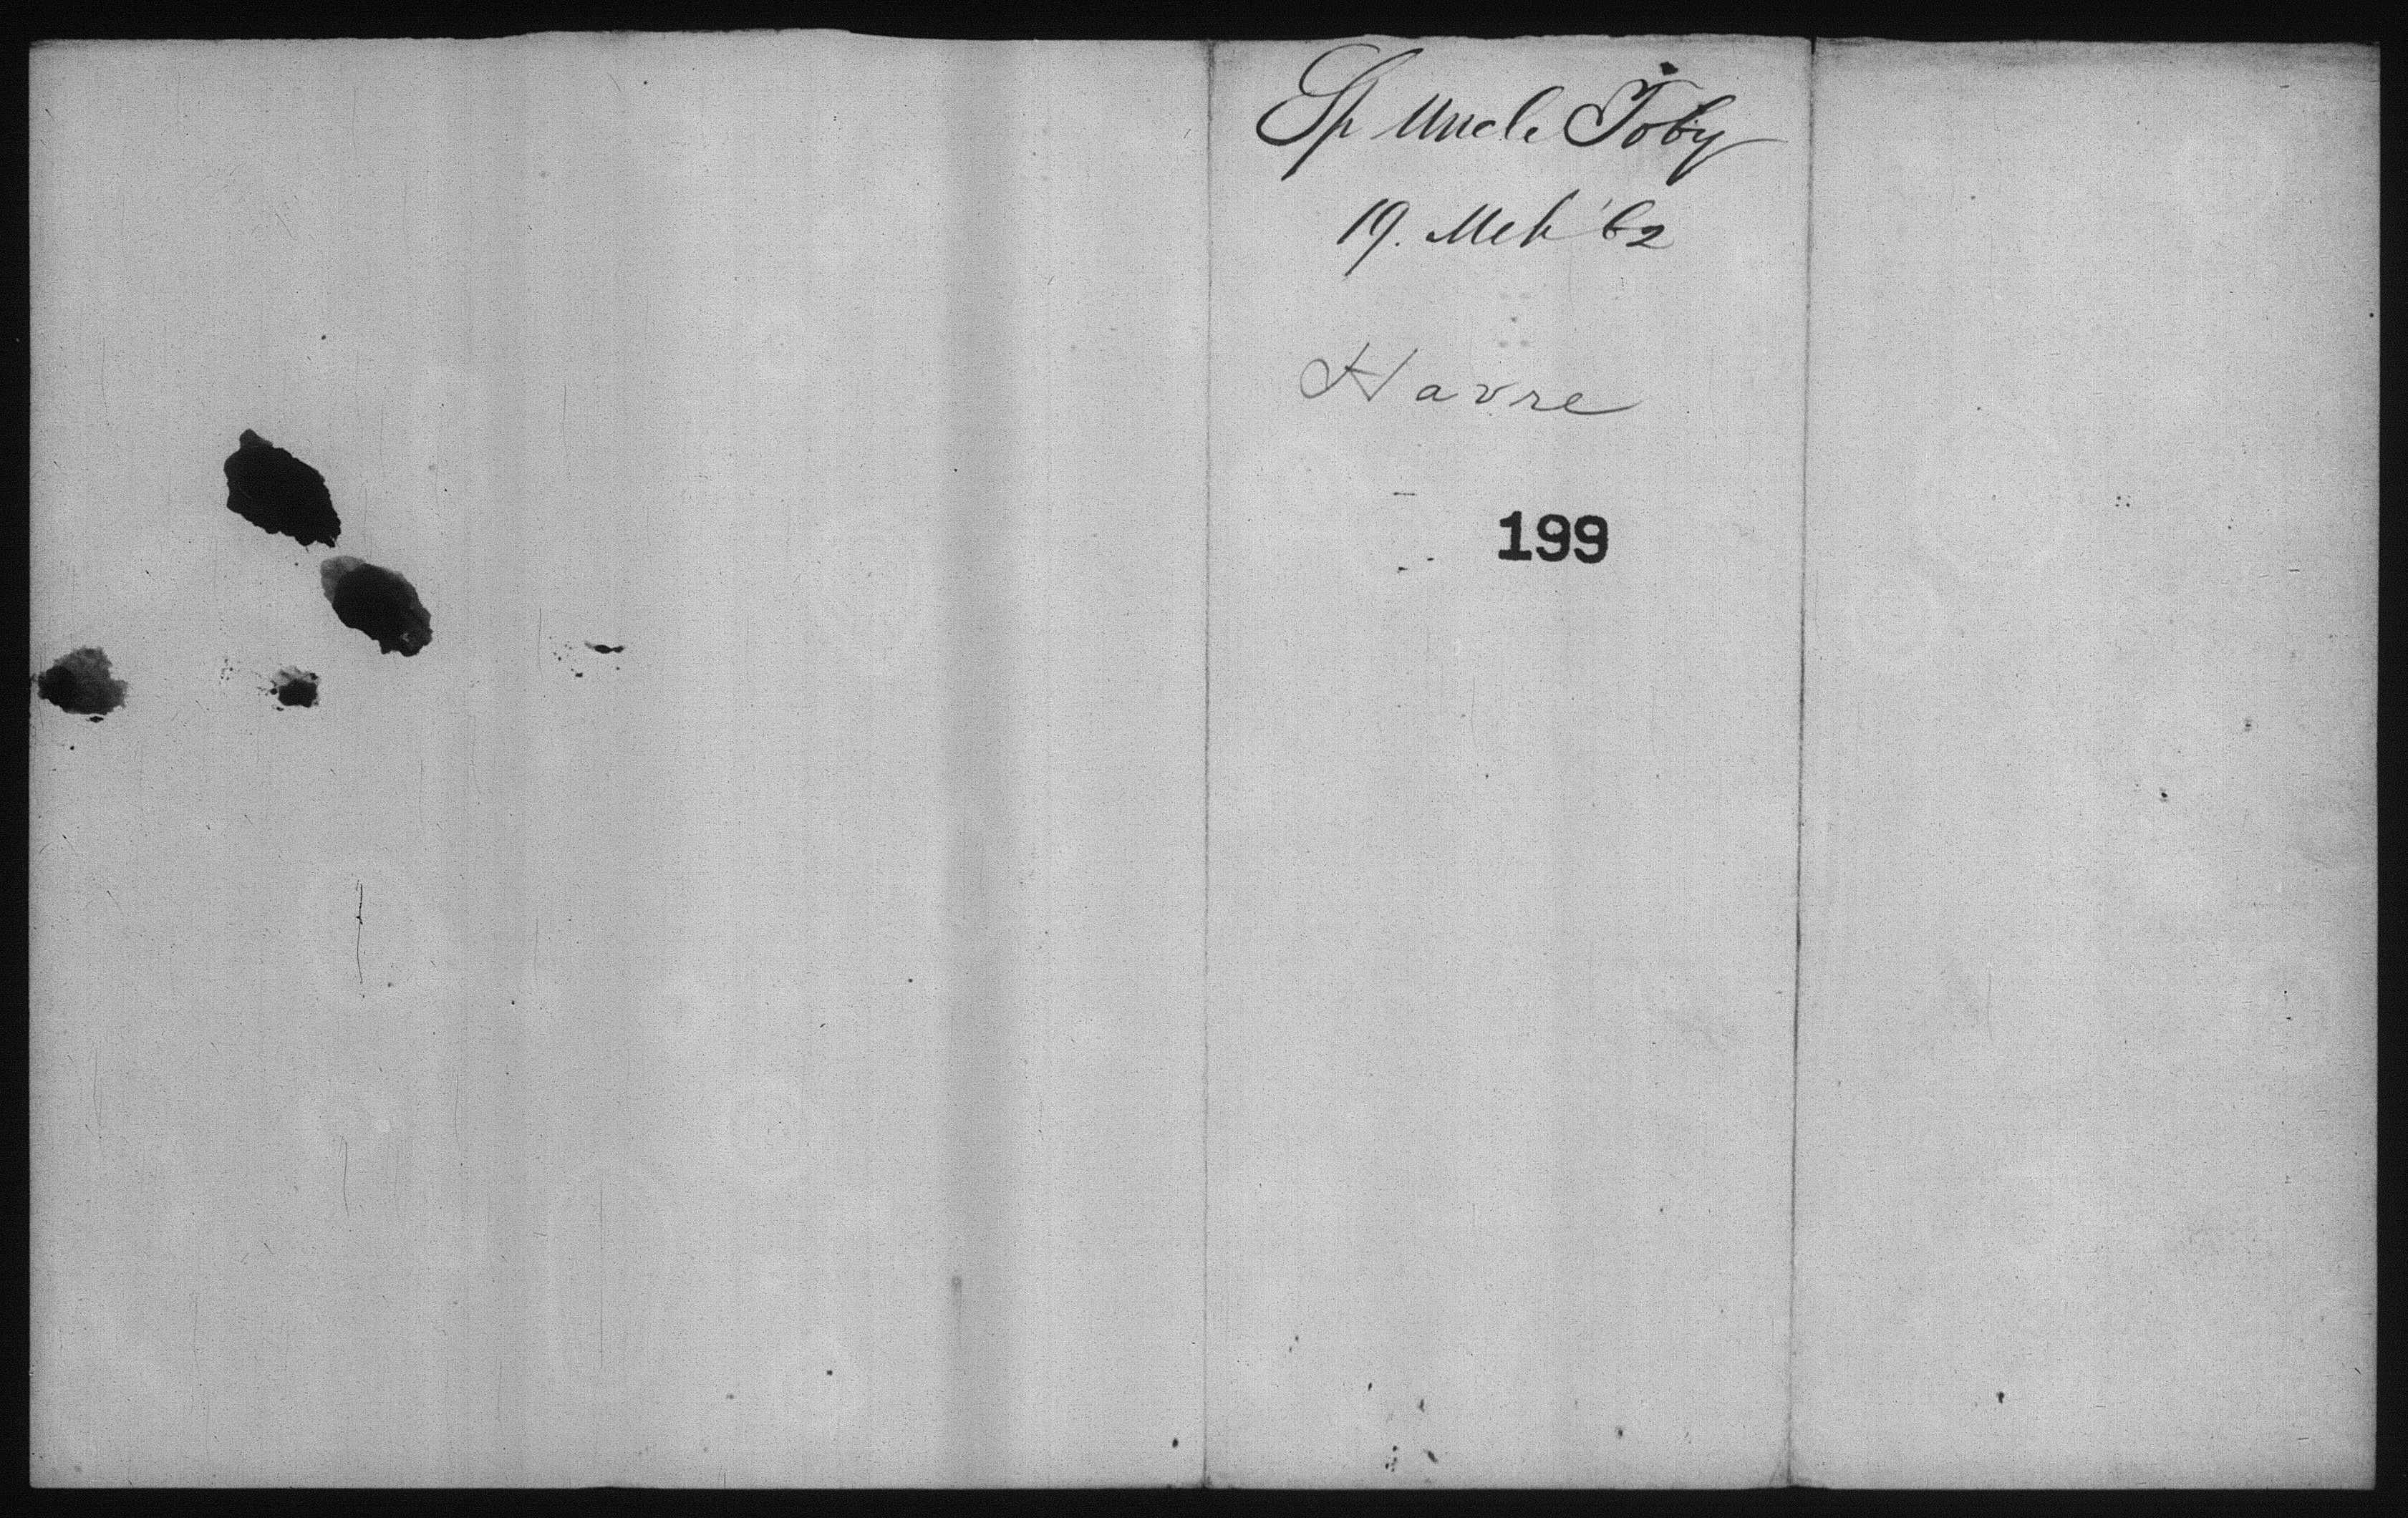 Sp Uncle Toby
19. Mch '62
Havre
199